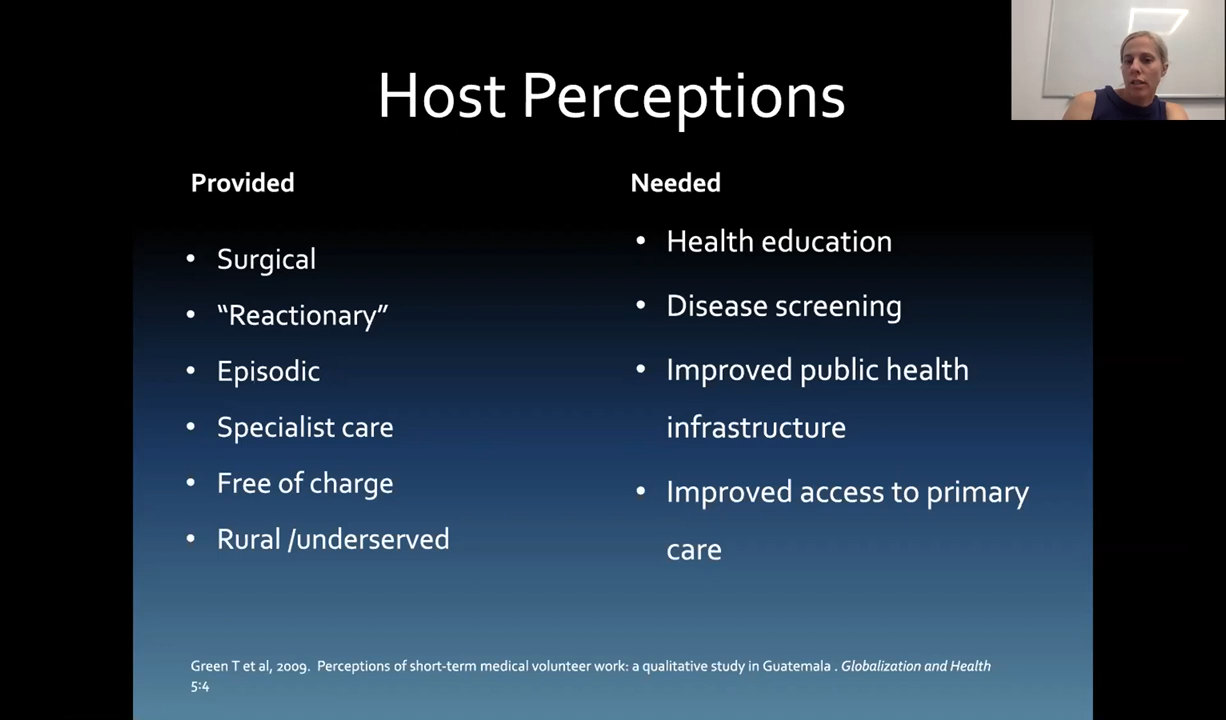 Host Perceptions
Provided
• Surgical
• “Reactionary”
• Episodic
• Specialist care
• Free of charge
• Rural /underserved
Needed
• Health education
• Disease screening
• Improved public health
infrastructure
• Improved access to primary
care
Green T et al, 2009. Perceptions of short-term medical volunteer work: a qualitative study in Guatemala . Globalization and Health
5:4